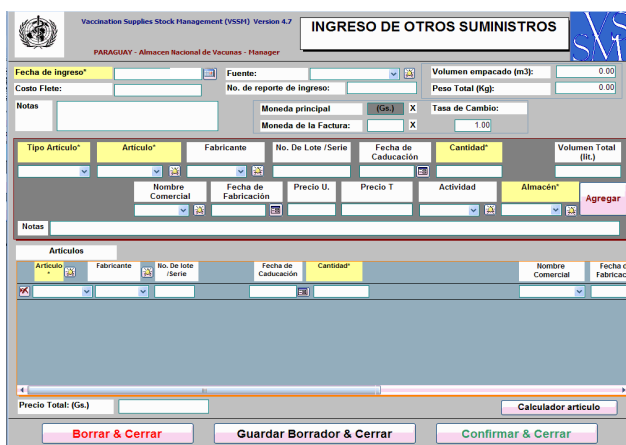 Vaccination Supplies Stock Management (VSSM) Version 4.7
INGRESO DE OTROS SUMINISTROS
PARAGUAY - Almacen Nacional de Vacunas - Manager
Fecha de ingreso*
Fuente:
Volumen empacado (m3):
0.00
Costo Flete:
No. de reporte de ingreso:
Peso Total (Kg):
0.00
Notas
Moneda principal
(Gs.)
X
Tasa de Cambio:
Moneda de la Factura:
X
1.00
Tipo Artículo*
Artículo*
Fabricante
No. De Lote /Serie
Fecha de Caducación
Cantidad*
Volumen Total (lit.)
Nombre Comercial
Fecha de Fabricación
Precio U.
Precio T
Actividad
Almacén*
Agregar
Notas
Artículos
Artículo *
Fabricante
No. De lote /Serie
Fecha de Caducación
Cantidad*
Nombre Comercial
Fecha d
Fabricac
Precio Total: (Gs.)
Calculador artículo
Borrar & Cerrar
Guardar Borrador & Cerrar
Confirmar & Cerrar